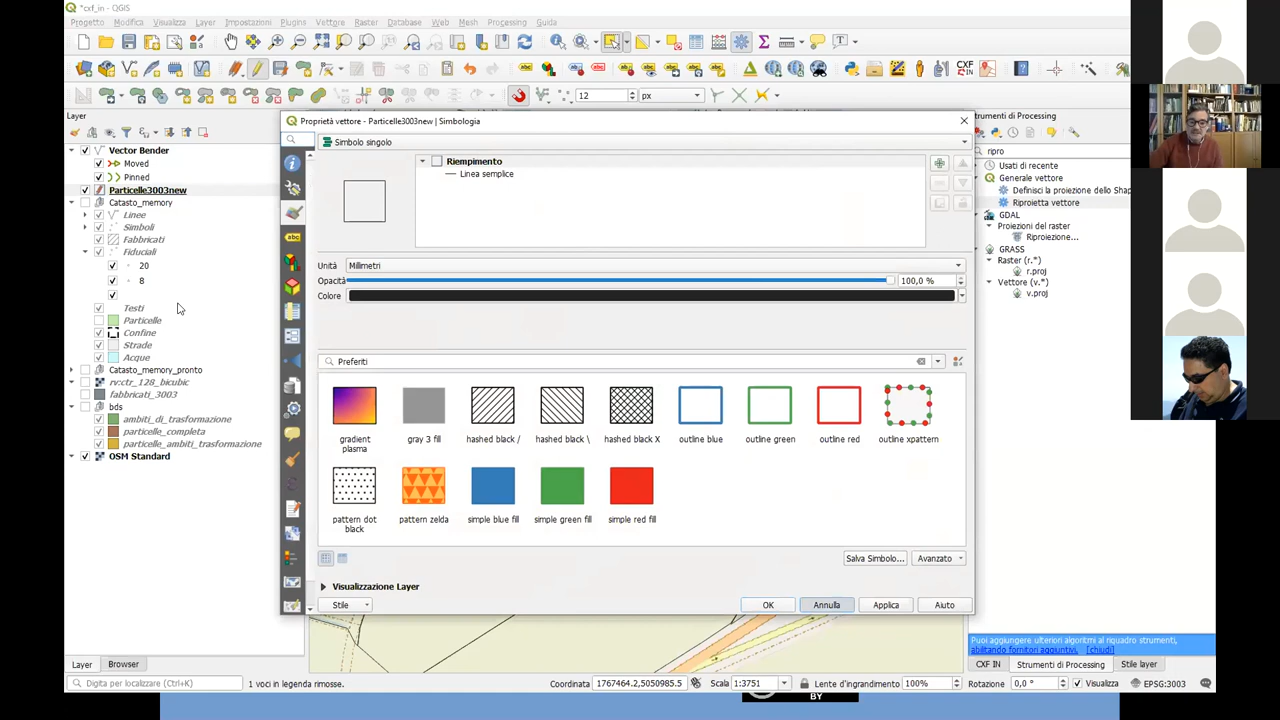 *cxf_in - QGIS
Progetto Modifica Visualizza Layer Impostazioni Plugins Vettore Raster Database Web Mesh Processing Guida
12 px
CXF IN
Layer
Vector Bender
Moved
Pinned
Particelle3003new
Catasto_memory
Linee
Simboli
Fabbricati
Fiduciali
20
8
Testi
Particelle
Confine
Strade
Acque
Catasto_memory_pronto
rv:ctr_128_bicubic
fabbricati_3003
bds
ambiti_di_trasformazione
particelle_completa
particelle_ambiti_trasformazione
OSM Standard
Layer Browser
Proprietà vettore - Particelle3003new | Simbologia
Simbolo singolo
Riempimento
Linea semplice
Unità Millimetri
Opacità 100,0 %
Colore
Preferiti
gradient plasma
gray 3 fill
hashed black /
hashed black \
hashed black X
outline blue
outline green
outline red
outline xpattern
pattern dot black
pattern zelda
simple blue fill
simple green fill
simple red fill
Salva Simbolo... Avanzato
Visualizzazione Layer
Stile OK Annulla Applica Aiuto
Strumenti di Processing
ripro
Usati di recente
Generale vettore
Definisci la proiezione dello Shap
Riproietta vettore
GDAL
Proiezioni del raster
Riproiezione...
GRASS
Raster (r.*)
r.proj
Vettore (v.*)
v.proj
Puoi aggiungere ulteriori algoritmi al riquadro strumenti,
abilitando fornitori aggiuntivi. [chiudi]
CXF IN Strumenti di Processing Stile layer
Digita per localizzare (Ctrl+K) 1 voci in legenda rimosse. Coordinata 1767464.2,5050985.5 Scala 1:3751 Lente d'ingrandimento 100% Rotazione 0,0 ° Visualizza EPSG:3003
BY